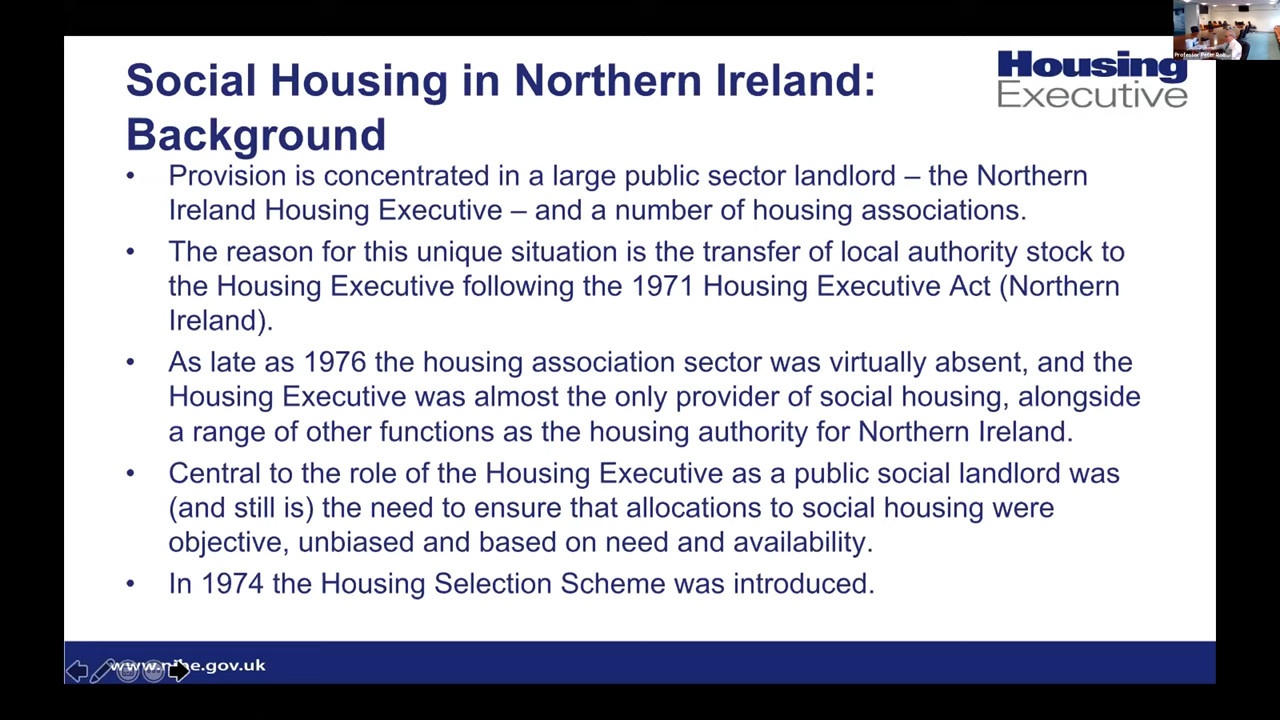 Social Housing in Northern Ireland:
Background
Housing
Executive
• Provision is concentrated in a large public sector landlord – the Northern
Ireland Housing Executive – and a number of housing associations.
• The reason for this unique situation is the transfer of local authority stock to
the Housing Executive following the 1971 Housing Executive Act (Northern
Ireland).
• As late as 1976 the housing association sector was virtually absent, and the
Housing Executive was almost the only provider of social housing, alongside
a range of other functions as the housing authority for Northern Ireland.
• Central to the role of the Housing Executive as a public social landlord was
(and still is) the need to ensure that allocations to social housing were
objective, unbiased and based on need and availability.
• In 1974 the Housing Selection Scheme was introduced.
www.nihe.gov.uk
Professor Peter